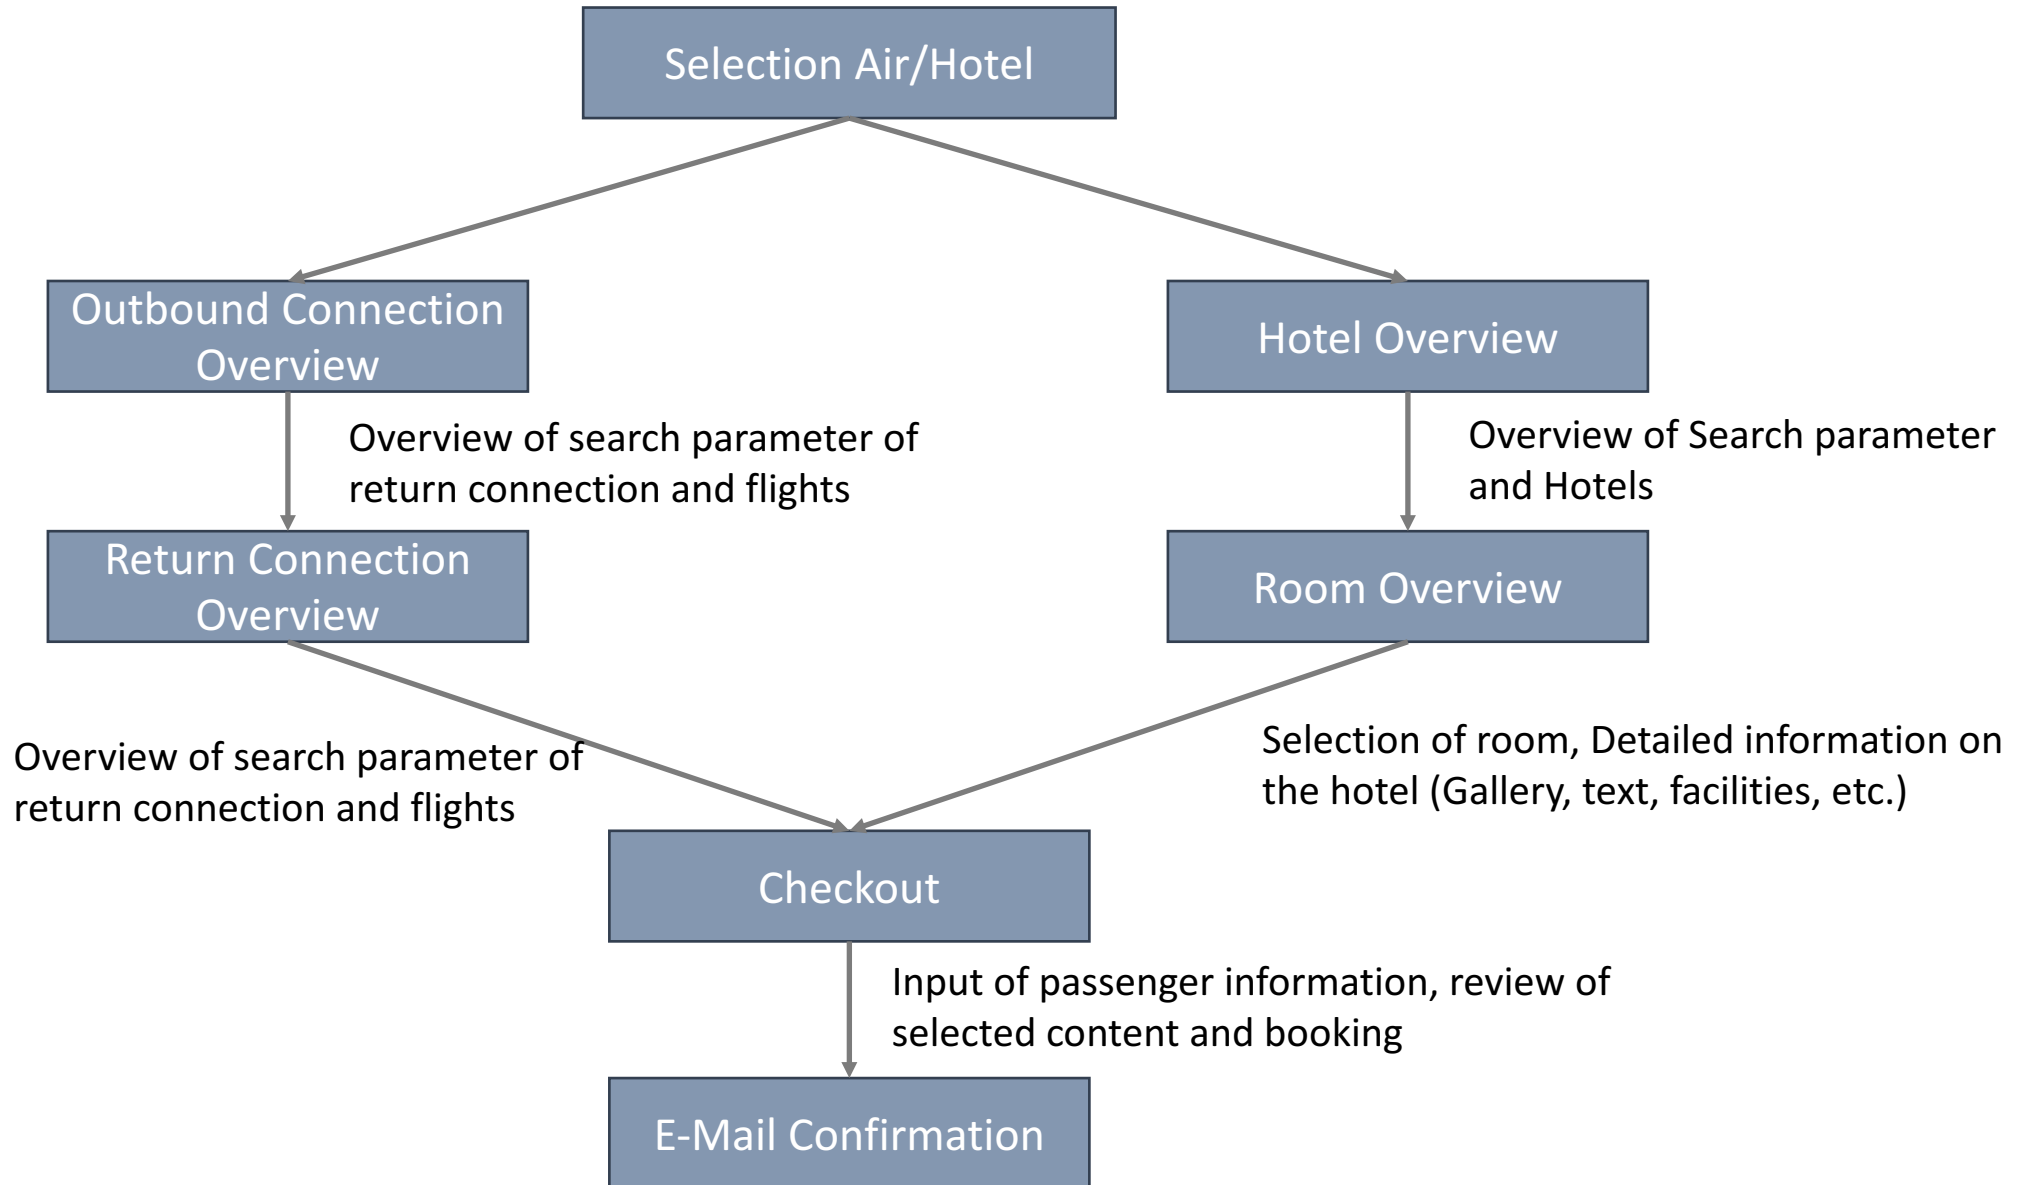 Selection Air/Hotel
Outbound Connection
Overview
Hotel Overview
Overview of search parameter of
return connection and flights
Overview of Search parameter
and Hotels
Return Connection
Overview
Room Overview
Overview of search parameter of
return connection and flights
Selection of room, Detailed information on
the hotel (Gallery, text, facilities, etc.)
Checkout
Input of passenger information, review of
selected content and booking
E-Mail Confirmation